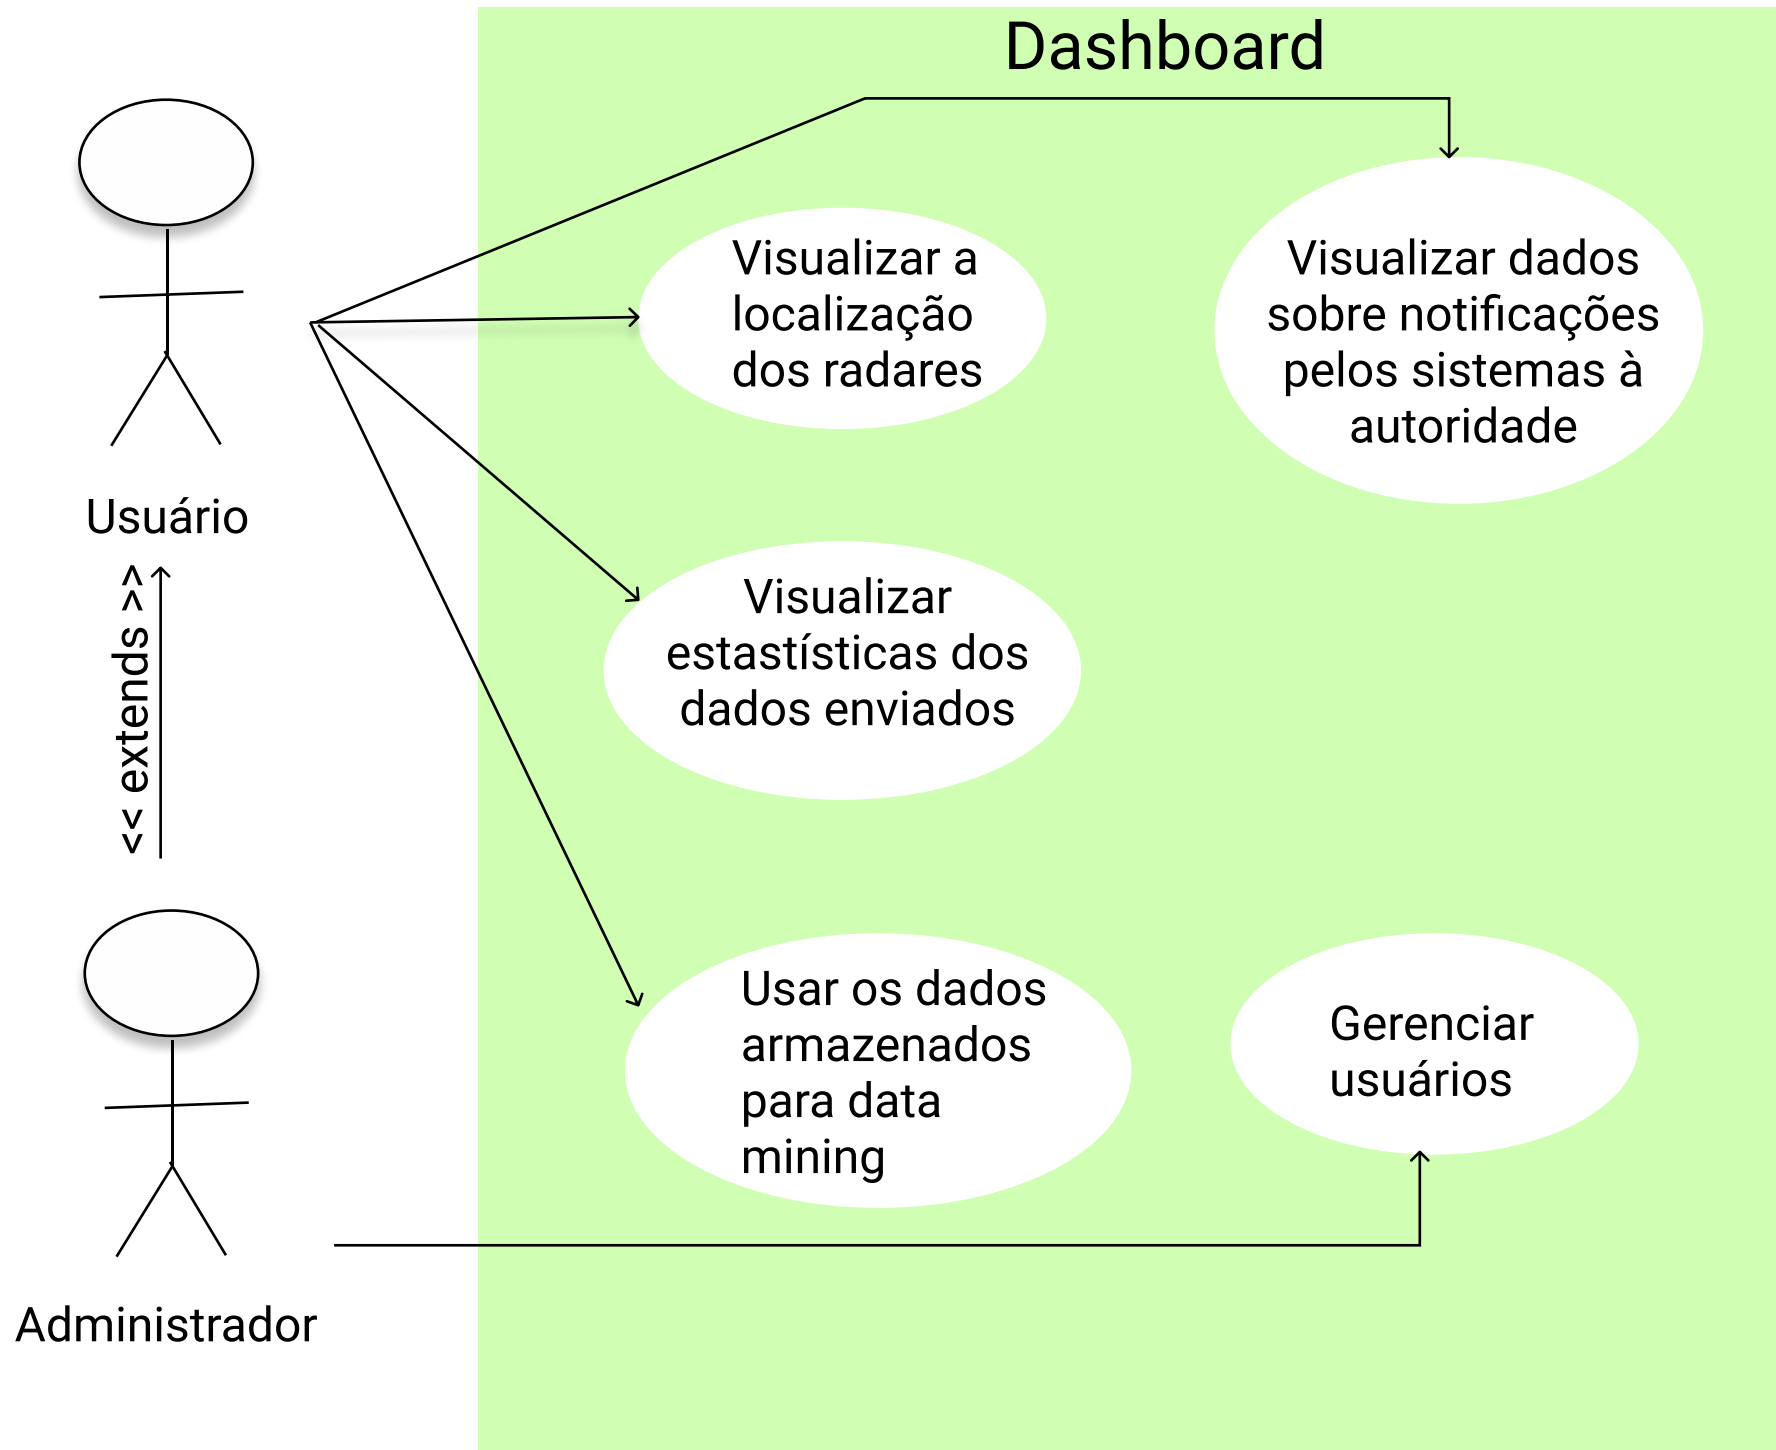 Dashboard
Visualizar a
localização
dos radares
Visualizar dados
sobre notificações
pelos sistemas à
autoridade
Usuário
<< extends >>
Visualizar
estastísticas dos
dados enviados
Usar os dados
armazenados
para data
mining
Gerenciar
usuários
Administrador